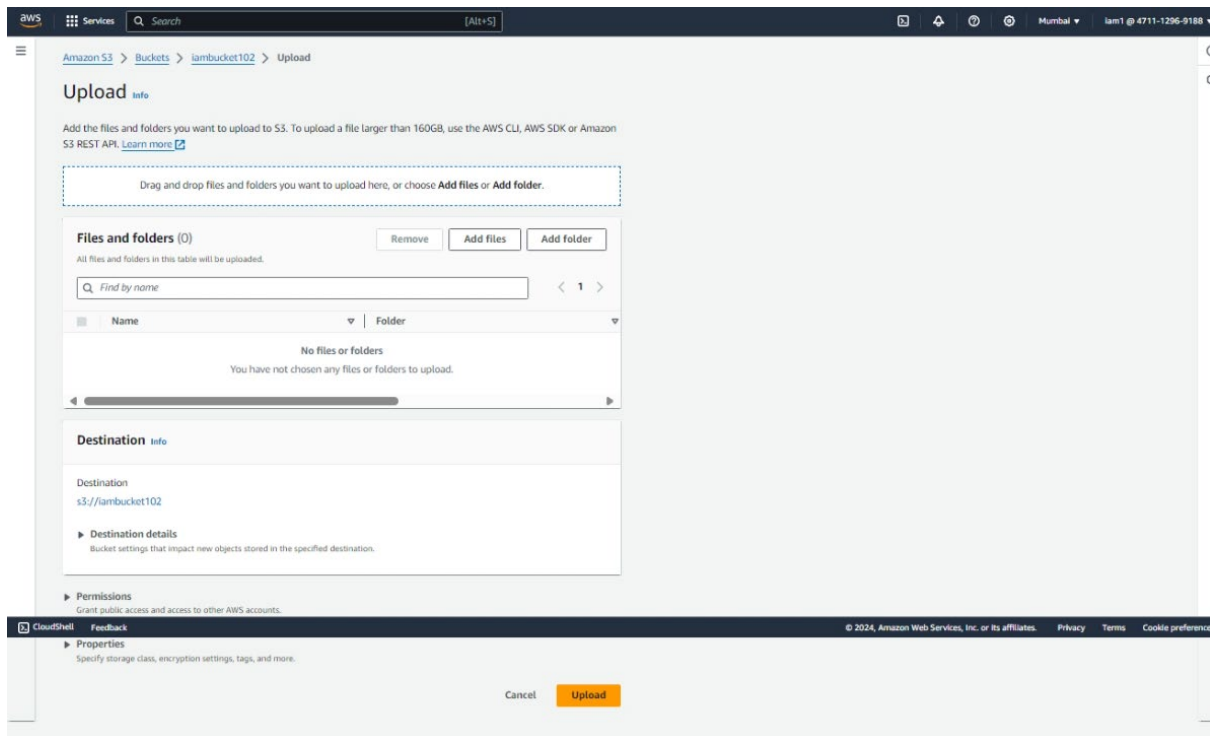 aws Services Search [Alt+S] Mumbai iam1 @ 4711-1296-9188
Amazon S3 > Buckets > iambucket102 > Upload
Upload Info
Add the files and folders you want to upload to S3. To upload a file larger than 160GB, use the AWS CLI, AWS SDK or Amazon
S3 REST API. Learn more
Drag and drop files and folders you want to upload here, or choose Add files or Add folder.
Files and folders (0) Remove Add files Add folder
All files and folders in this table will be uploaded.
Find by name < 1 >
Name Folder
No files or folders
You have not chosen any files or folders to upload.
Destination Info
Destination
s3://iambucket102
Destination details
Bucket settings that impact new objects stored in the specified destination.
Permissions
Grant public access and access to other AWS accounts.
CloudShell Feedback © 2024, Amazon Web Services, Inc. or its affiliates. Privacy Terms Cookie preference
Properties
Specify storage class, encryption settings, tags, and more.
Cancel Upload